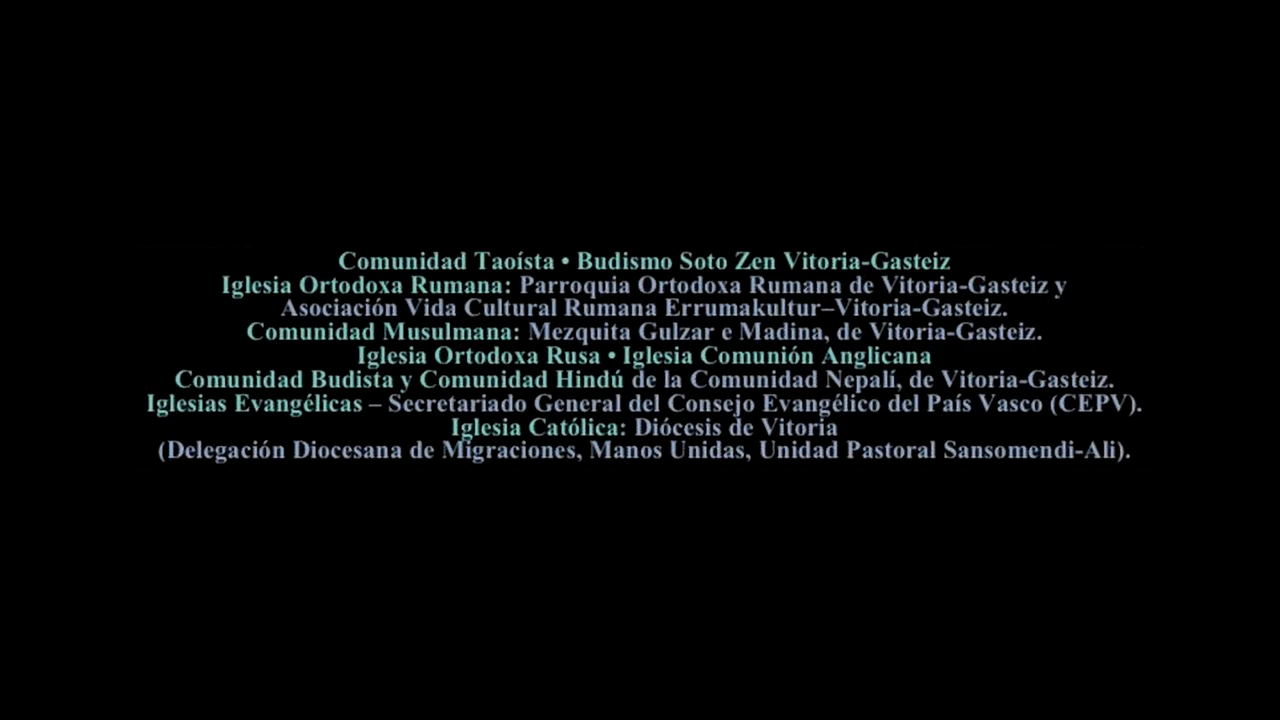 Comunidad Taoísta • Budismo Soto Zen Vitoria-Gasteiz
Iglesia Ortodoxa Rumana: Parroquia Ortodoxa Rumana de Vitoria-Gasteiz y
Asociación Vida Cultural Rumana Errumakultur–Vitoria-Gasteiz.
Comunidad Musulmana: Mezquita Gulzar e Madina, de Vitoria-Gasteiz.
Iglesia Ortodoxa Rusa • Iglesia Comunión Anglicana
Comunidad Budista y Comunidad Hindú de la Comunidad Nepalí, de Vitoria-Gasteiz.
Iglesias Evangélicas – Secretariado General del Consejo Evangélico del País Vasco (CEPV).
Iglesia Católica: Diócesis de Vitoria
(Delegación Diocesana de Migraciones, Manos Unidas, Unidad Pastoral Sansomendi-Ali).